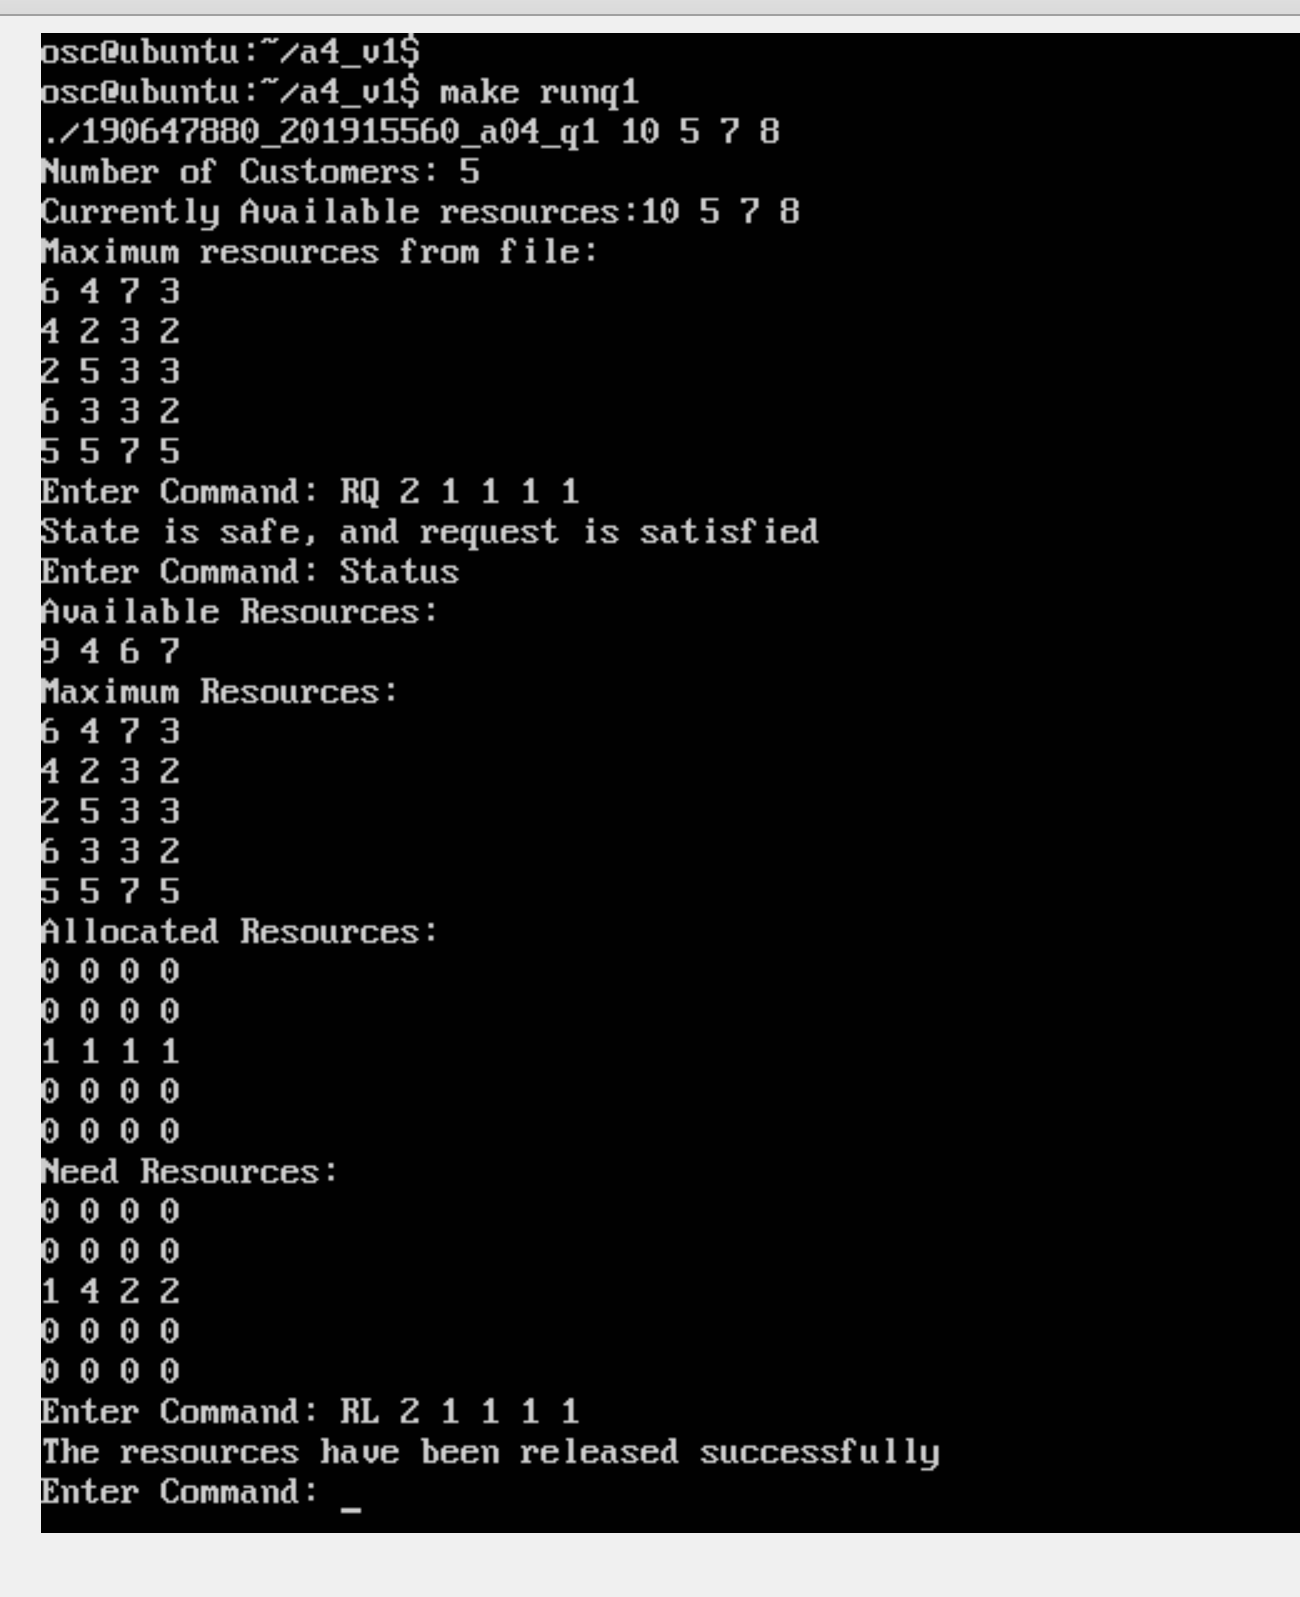 osc@ubuntu:~/a4_v1$
osc@ubuntu:~/a4_v1$ make runq1
./190647880_201915560_a04_q1 10 5 7 8
Number of Customers: 5
Currently Available resources:10 5 7 8
Maximum resources from file:
6 4 7 3
4 2 3 2
2 5 3 3
6 3 3 2
5 5 7 5
Enter Command: RQ 2 1 1 1 1
State is safe, and request is satisfied
Enter Command: Status
Available Resources:
9 4 6 7
Maximum Resources:
6 4 7 3
4 2 3 2
2 5 3 3
6 3 3 2
5 5 7 5
Allocated Resources:
0 0 0 0
0 0 0 0
1 1 1 1
0 0 0 0
0 0 0 0
Need Resources:
0 0 0 0
0 0 0 0
1 4 2 2
0 0 0 0
0 0 0 0
Enter Command: RL 2 1 1 1 1
The resources have been released successfully
Enter Command: _